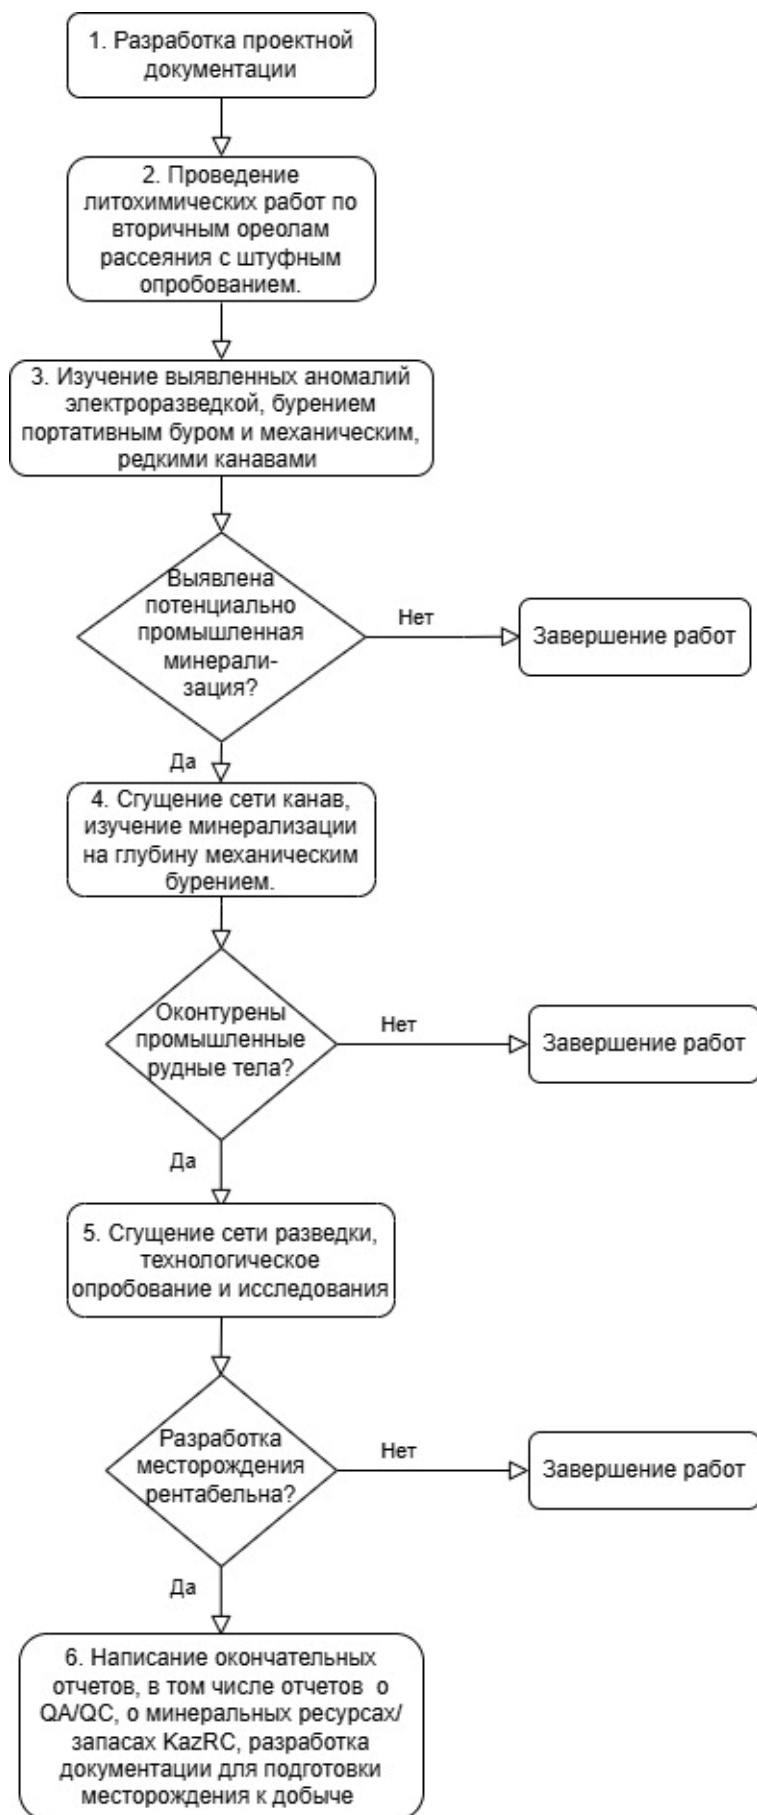 1. Разработка проектной
документации
2. Проведение
литохимических работ по
вторичным ореолам
рассеяния с штуфным
опробованием.
3. Изучение выявленных аномалий
электроразведкой, бурением
портативным буром и механическим,
редкими канавами
Выявлена
потенциально
промышленная
минерали-
зация?
Нет
Завершение работ
Да
4. Сгущение сети канав,
изучение минерализации
на глубину механическим
бурением.
Оконтурены
промышленные
рудные тела?
Нет
Завершение работ
Да
5. Сгущение сети разведки,
технологическое
опробование и исследования
Разработка
месторождения
рентабельна?
Нет
Завершение работ
Да
6. Написание окончательных
отчетов, в том числе отчетов о
QA/QC, о минеральных ресурсах/
запасах KazRC, разработка
документации для подготовки
месторождения к добыче